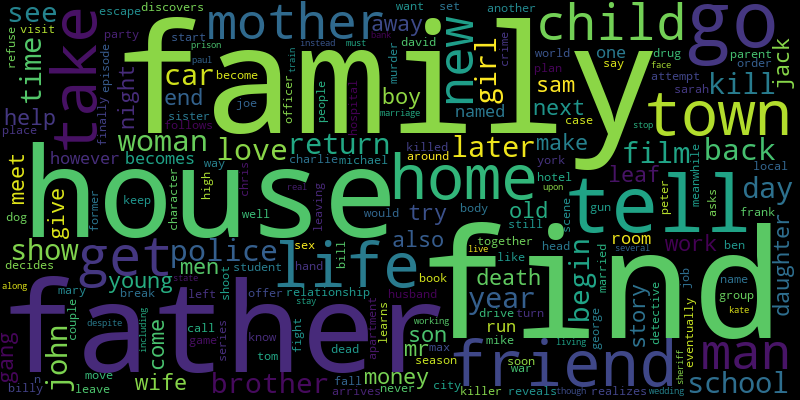 family
house
father
find
tell
life
home
friend
go
town
take
get
man
child
mother
new
girl
see
escape
discovers
away
want
set
another
visit
party
start
david
refuse
time
night
car
end
prison
paul
become
instead
must
bank
officer
train
murder
crime
world
say
one
drug
plan
face
attempt
parent
order
sarah
jack
kill
help
place
episode
finally
woman
sister
joe
people
hospital
marriage
boy
sam
next
named
case
stop
later
make
york
hotel
upon
film
back
meanwhile
local
asks
day
meet
however
follows
becomes
love
return
charlie
michael
killed
around
dog
give
former
keep
character
high
way
chris
leaving
real
well
would
try
old
body
still
scene
gun
leaf
peter
frank
show
police
also
together
head
live
room
work
ben
several
daughter
decides
young
men
student
sex
hand
bill
book
like
death
begin
married
story
detective
job
name
group
kate
along
mary
break
left
shoot
state
offer
relationship
stay
husband
learns
year
drive
turn
run
george
eventually
gang
john
couple
despite
come
including
call
game
series
know
fight
apartment
son
mr
max
working
mike
soon
war
living
school
billy
n
move
leave
wife
brother
tom
dead
fall
arrives
money
never
season
city
killer
reveals
though
realizes
wedding
sheriff